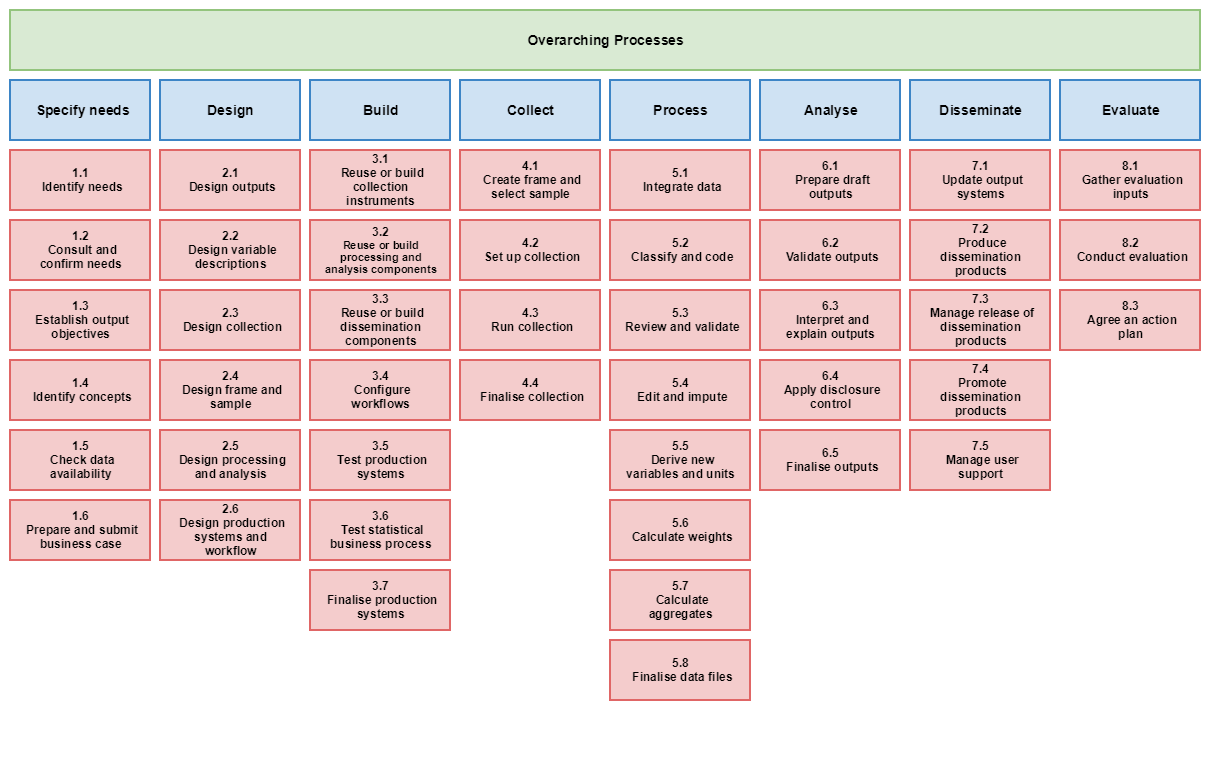 Overarching Processes
Specify needs
Design
Build
Collect
Process
Analyse
Disseminate
Evaluate
1.1
Identify needs
2.1
Design outputs
3.1
Reuse or build
collection
instruments
4.1
Create frame and
select sample
5.1
Integrate data
6.1
Prepare draft
outputs
7.1
Update output
systems
8.1
Gather evaluation
inputs
1.2
Consult and
confirm needs
2.2
Design variable
descriptions
3.2
Reuse or build
processing and
analysis components
4.2
Set up collection
5.2
Classify and code
6.2
Validate outputs
7.2
Produce
dissemination
products
8.2
Conduct evaluation
1.3
Establish output
objectives
2.3
Design collection
3.3
Reuse or build
dissemination
components
4.3
Run collection
5.3
Review and validate
6.3
Interpret and
explain outputs
7.3
Manage release of
dissemination
products
8.3
Agree an action
plan
1.4
Identify concepts
2.4
Design frame and
sample
3.4
Configure
workflows
4.4
Finalise collection
5.4
Edit and impute
6.4
Apply disclosure
control
7.4
Promote
dissemination
products
1.5
Check data
availability
2.5
Design processing
and analysis
3.5
Test production
systems
5.5
Derive new
variables and units
6.5
Finalise outputs
7.5
Manage user
support
1.6
Prepare and submit
business case
2.6
Design production
systems and
workflow
3.6
Test statistical
business process
5.6
Calculate weights
3.7
Finalise production
systems
5.7
Calculate
aggregates
5.8
Finalise data files